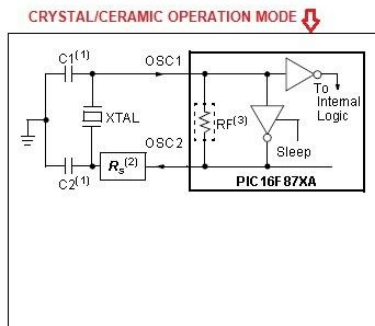 CRYSTAL/CERAMIC OPERATION MODE
C1(1)
OSC1
To
Internal
Logic
XTAL
RF(3)
OSC2
Sleep
C2(1)
Rs(2)
PIC16F87XA